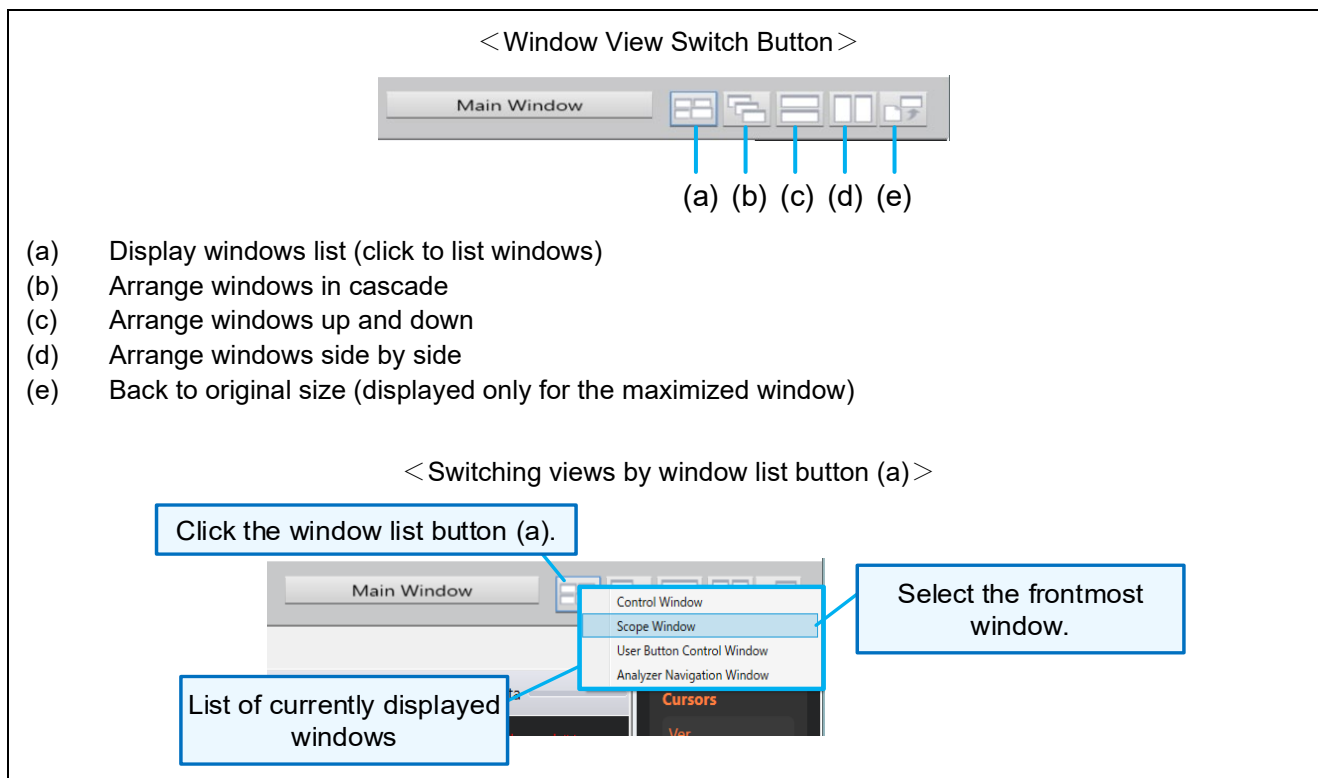 ＜Window View Switch Button＞
Main Window
(a) (b) (c) (d) (e)
(a) Display windows list (click to list windows)
(b) Arrange windows in cascade
(c) Arrange windows up and down
(d) Arrange windows side by side
(e) Back to original size (displayed only for the maximized window)
＜Switching views by window list button (a)＞
Click the window list button (a).
Main Window
Control Window
Scope Window
User Button Control Window
Analyzer Navigation Window
Select the frontmost
window.
List of currently displayed
windows
ta
Cursors
Ver